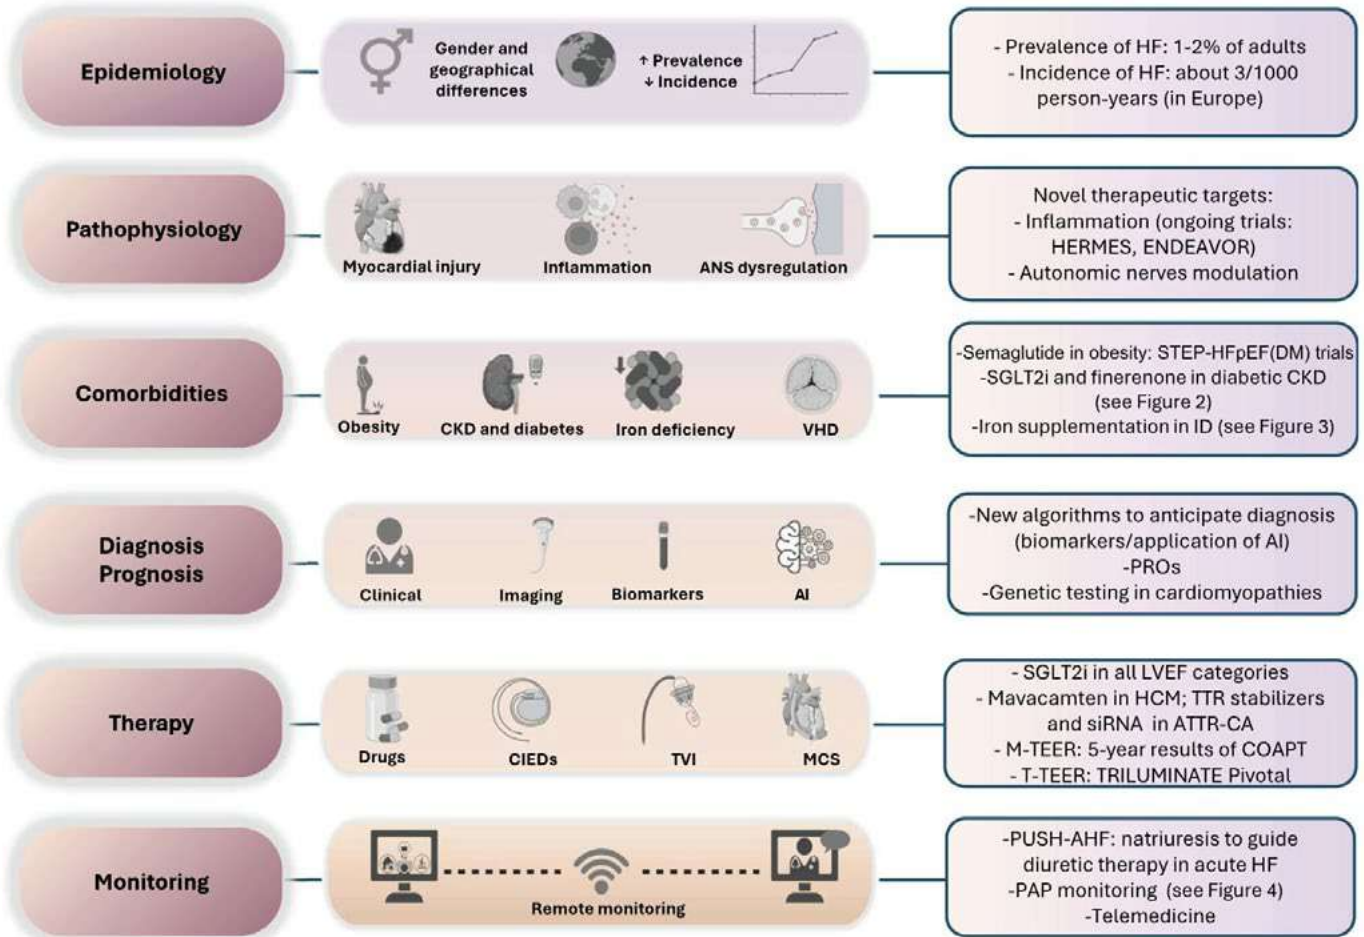 Epidemiology
Gender and
geographical
differences
↑ Prevalence
↓ Incidence
- Prevalence of HF: 1-2% of adults
- Incidence of HF: about 3/1000
person-years (in Europe)
Pathophysiology
Myocardial injury
Inflammation
ANS dysregulation
Novel therapeutic targets:
- Inflammation (ongoing trials:
HERMES, ENDEAVOR)
- Autonomic nerves modulation
Comorbidities
Obesity
CKD and diabetes
Iron deficiency
VHD
-Semaglutide in obesity: STEP-HFpEF(DM) trials
-SGLT2i and finerenone in diabetic CKD
(see Figure 2)
-Iron supplementation in ID (see Figure 3)
Diagnosis
Prognosis
Clinical
Imaging
Biomarkers
AI
-New algorithms to anticipate diagnosis
(biomarkers/application of AI)
-PROs
-Genetic testing in cardiomyopathies
Therapy
Drugs
CIEDs
TVI
MCS
- SGLT2i in all LVEF categories
- Mavacamten in HCM; TTR stabilizers
and siRNA in ATTR-CA
- M-TEER: 5-year results of COAPT
- T-TEER: TRILUMINATE Pivotal
Monitoring
Remote monitoring
-PUSH-AHF: natriuresis to guide
diuretic therapy in acute HF
-PAP monitoring (see Figure 4)
-Telemedicine